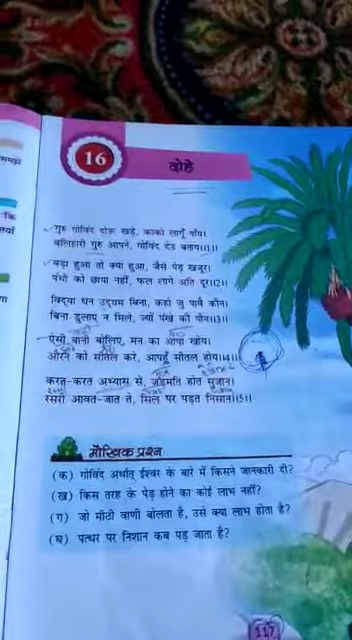 16
दोहे
गुरु गोविंद दोऊ खड़े, काको लागूँ पाँय।
बलिहारी गुरु आपने, गोविंद देउ बताय।।1।।
बड़ा हुआ तो क्या हुआ, जैसे पेड़ खजूर।
पंथी को छाया नहीं, फल लागे अति दूर।।2।।
विद्या धन उद्यम बिना, कहो जु पावै कौन।
बिना डुलाए न मिले, ज्यों पंखे की पौन।।3।।
ऐसी बानी बोलिए, मन का आपा खोय।
औरन को सीतल करे, आपहुँ सीतल होय।।4।।
करत-करत अभ्यास से, जड़मति होत सुजान।
रसरी आवत-जात ते, सिल पर पड़त निसान।।5।।
मौखिक प्रश्न
(क) गोविंद अर्थात् ईश्वर के बारे में किसने जानकारी दी?
(ख) किस तरह के पेड़ होने का कोई लाभ नहीं?
(ग) जो मीठी वाणी बोलता है, उसे क्या लाभ होता है?
(घ) पत्थर पर निशान कब पड़ जाता है?
117